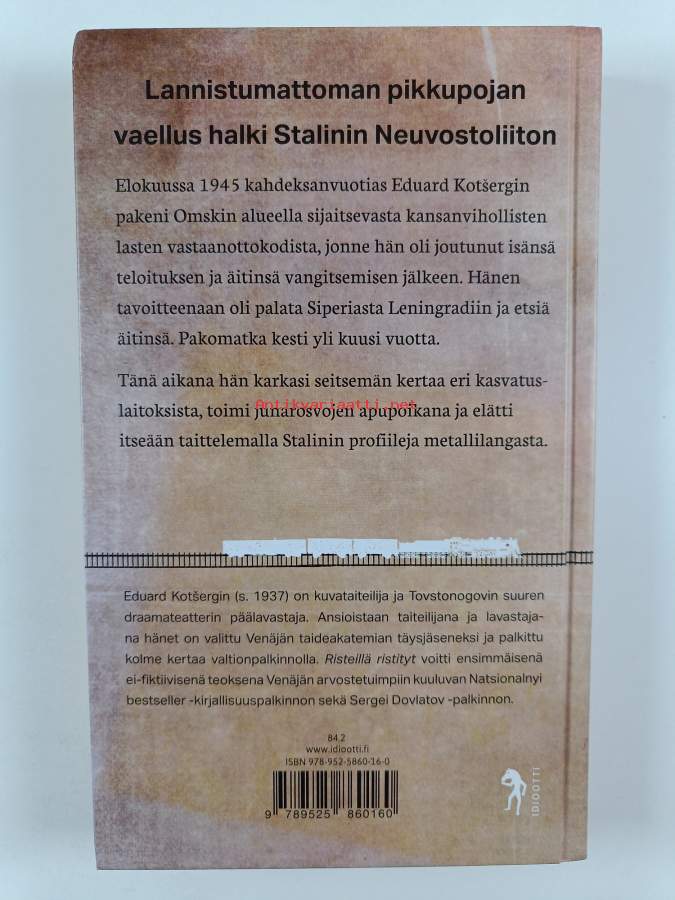 Lannistumattoman pikkupojan
vaellus halki Stalinin Neuvostoliiton
Elokuussa 1945 kahdeksanvuotias Eduard Kotšergin
pakeni Omskin alueella sijaitsevasta kansanvihollisten
lasten vastaanottokodista, jonne hän oli joutunut isänsä
teloituksen ja äitinsä vangitsemisen jälkeen. Hänen
tavoitteenaan oli palata Siperiasta Leningradiin ja etsiä
äitinsä. Pakomatka kesti yli kuusi vuotta.
Tänä aikana hän karkasi seitsemän kertaa eri kasvatus-
Antikvariaatti.net
laitoksista, toimi junarosvojen apupoikana ja elätti
itseään taittelemalla Stalinin profiileja metallilangasta.
Eduard Kotšergin (s. 1937) on kuvataiteilija ja Tovstonogovin suuren
draamateatterin päälavastaja. Ansioistaan taiteilijana ja lavastaja-
na hänet on valittu Venäjän taideakatemian täysjäseneksi ja palkittu
kolme kertaa valtionpalkinnolla. Risteillä ristityt voitti ensimmäisenä
ei-fiktiivisenä teoksena Venäjän arvostetuimpiin kuuluvan Natsionalnyi
bestseller -kirjallisuuspalkinnon sekä Sergei Dovlatov -palkinnon.
84.2
www.idiootti.fi
ISBN 978-952-5860-16-0
9 789525 860160
IDIOOTTI